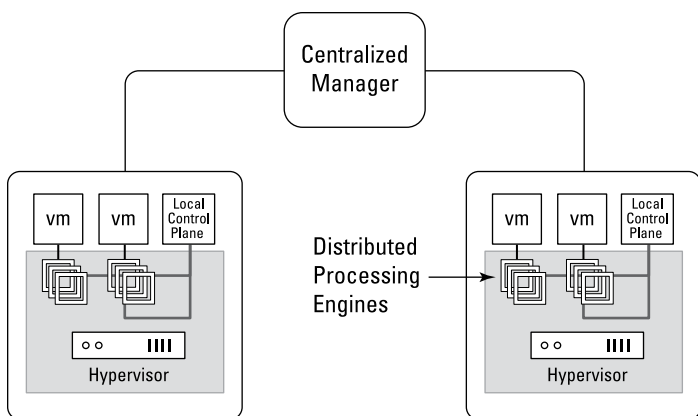 Centralized
Manager
vm
vm
Local
Control
Plane
Hypervisor
Distributed
Processing
Engines
vm
vm
Local
Control
Plane
Hypervisor